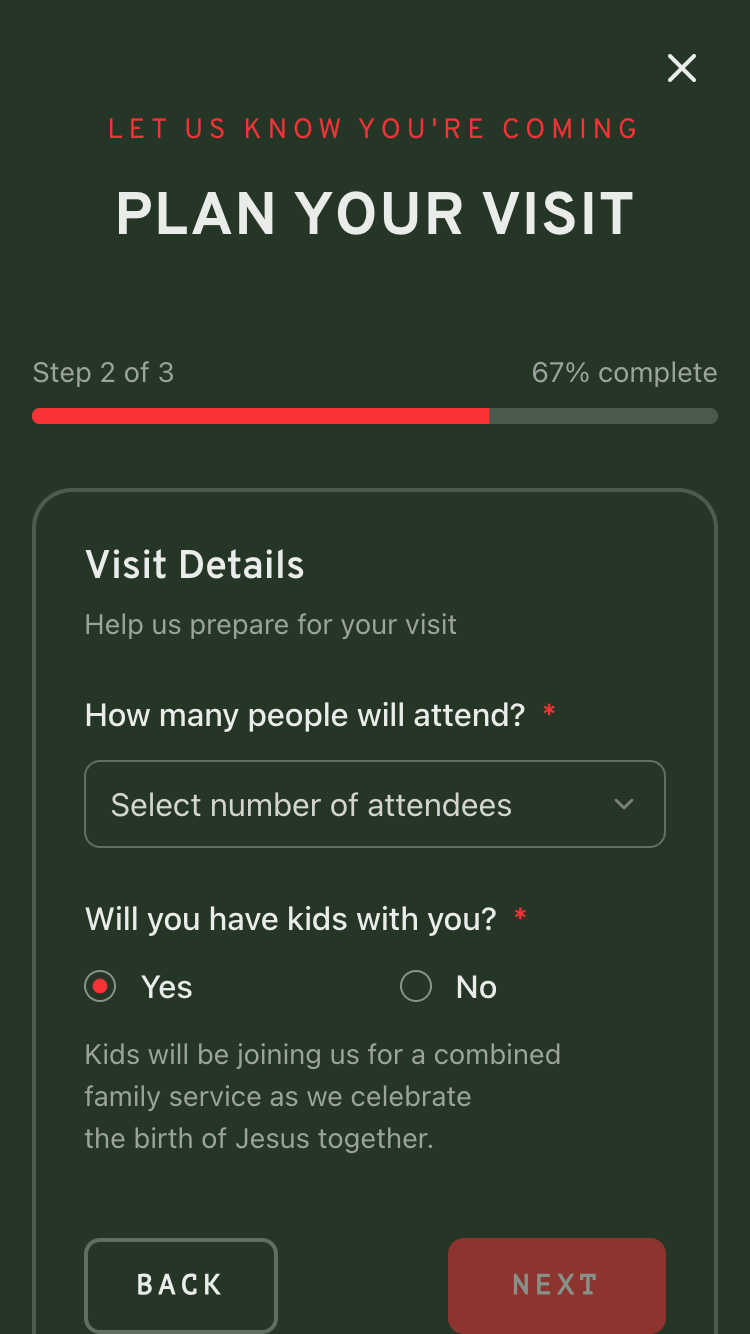 LET US KNOW YOU'RE COMING
PLAN YOUR VISIT
Step 2 of 3
67% complete
Visit Details
Help us prepare for your visit
How many people will attend? *
Select number of attendees
Will you have kids with you? *
Yes
No
Kids will be joining us for a combined
family service as we celebrate
the birth of Jesus together.
BACK
NEXT